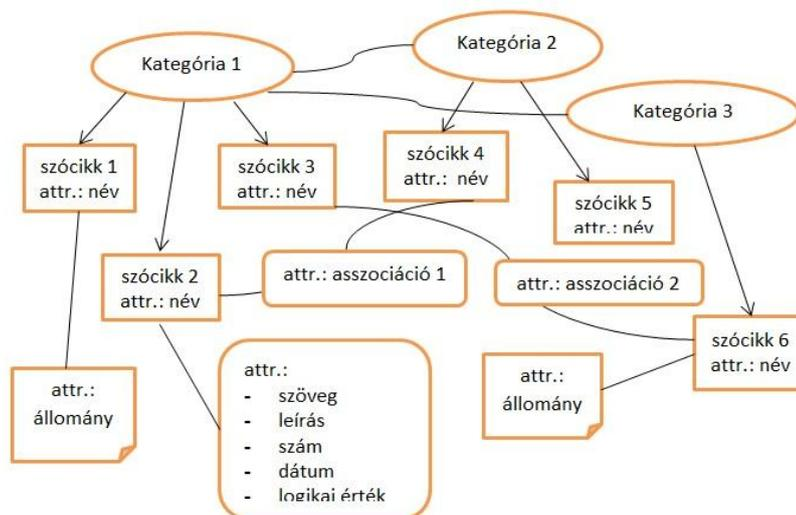 Kategória 1
Kategória 2
Kategória 3
szócikk 1
attr.: név
szócikk 3
attr.: név
szócikk 4
attr.: név
szócikk 5
attr.: név
szócikk 2
attr.: név
attr.: asszociáció 1
attr.: asszociáció 2
szócikk 6
attr.: név
attr.:
állomány
attr.:
- szöveg
- leírás
- szám
- dátum
- logikai érték
attr.:
állomány